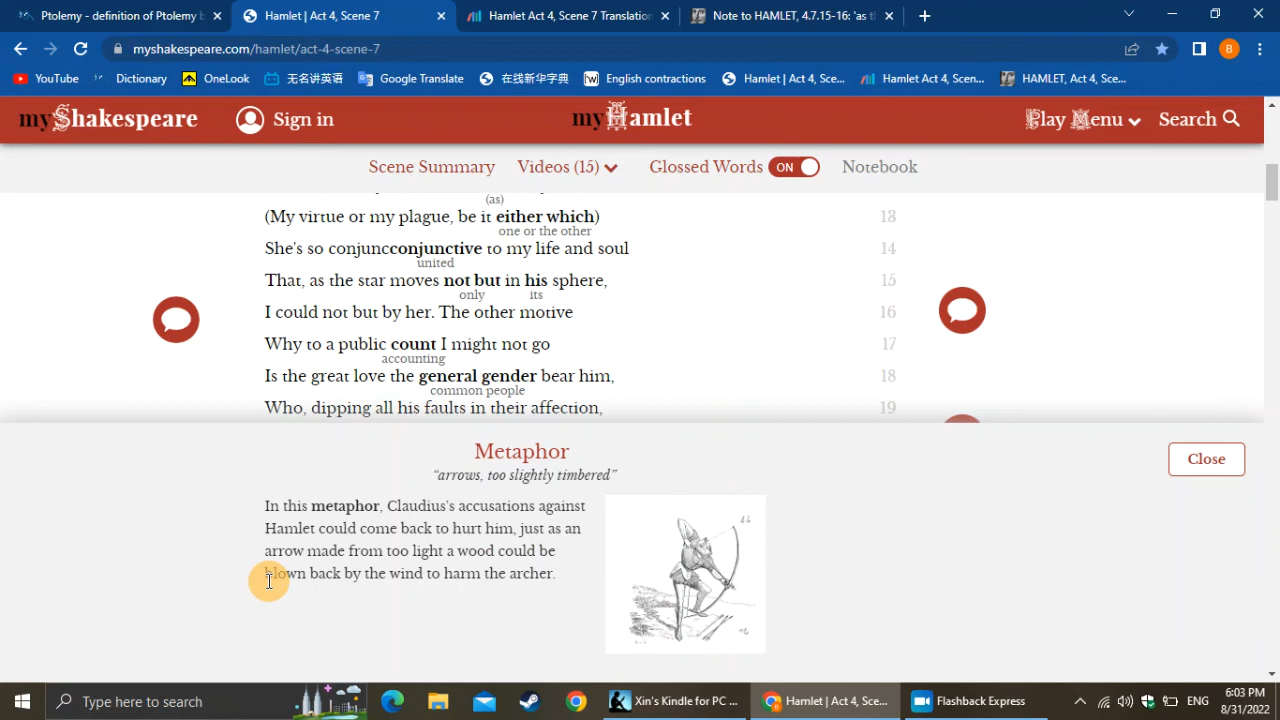 Ptolemy - definition of Ptolemy b
Hamlet | Act 4, Scene 7
Hamlet Act 4, Scene 7 Translation
Note to HAMLET, 4.7.15-16: 'as th
myshakespeare.com/hamlet/act-4-scene-7
B
YouTube
Dictionary
OneLook
无名讲英语
Google Translate
在线新华字典
English contractions
Hamlet | Act 4, Sce...
Hamlet Act 4, Scen...
HAMLET, Act 4, Sce...
myShakespeare
Sign in
myHamlet
Play Menu
Search
Scene Summary
Videos (15)
Glossed Words ON
Notebook
(as)
(My virtue or my plague, be it either which) 13
one or the other
She's so conjuncconjunctive to my life and soul 14
united
That, as the star moves not but in his sphere, 15
only its
I could not but by her. The other motive 16
Why to a public count I might not go 17
accounting
Is the great love the general gender bear him, 18
common people
Who, dipping all his faults in their affection, 19
Metaphor
Close
“arrows, too slightly timbered”
In this metaphor, Claudius's accusations against
Hamlet could come back to hurt him, just as an
arrow made from too light a wood could be
blown back by the wind to harm the archer.
Type here to search
Xin's Kindle for PC ...
Hamlet | Act 4, Sce...
Flashback Express
ENG
6:03 PM
8/31/2022